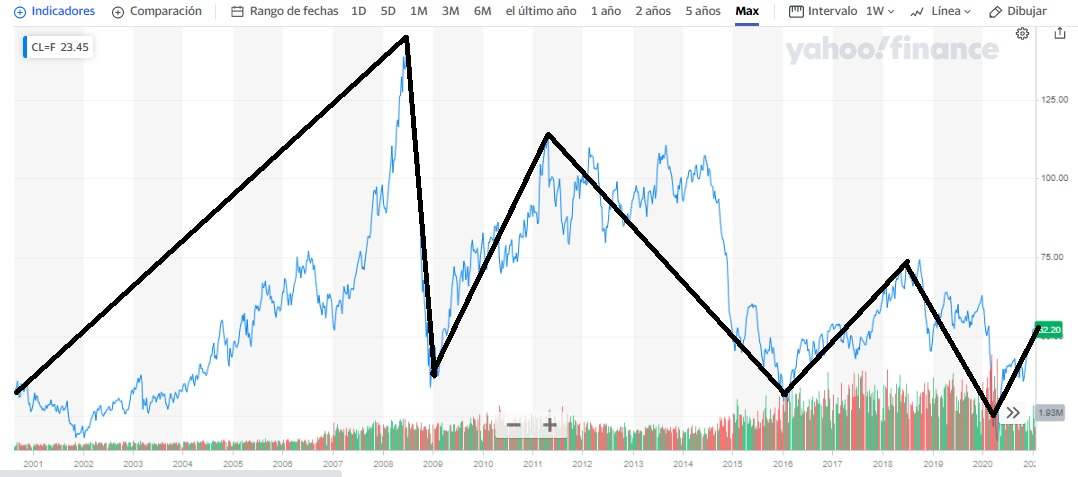 Indicadores Comparación Rango de fechas 1D 5D 1M 3M 6M el último año 1 año 2 años 5 años Max Intervalo 1W Línea Dibujar
CL=F 23.45
yahoo!finance
125.00
100.00
75.00
52.20
1.93M
2001 2002 2003 2004 2005 2006 2007 2008 2009 2010 2011 2012 2013 2014 2015 2016 2017 2018 2019 2020 202